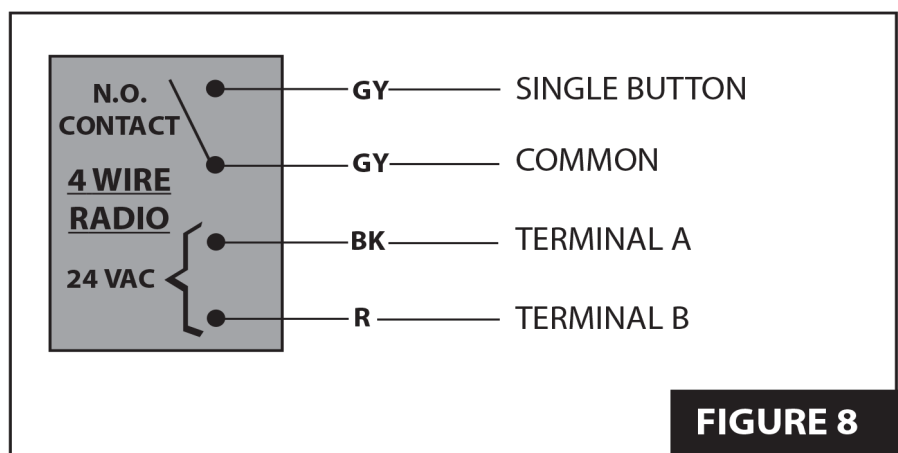 N.O.
CONTACT
4 WIRE
RADIO
24 VAC
GY SINGLE BUTTON
GY COMMON
BK TERMINAL A
R TERMINAL B
FIGURE 8